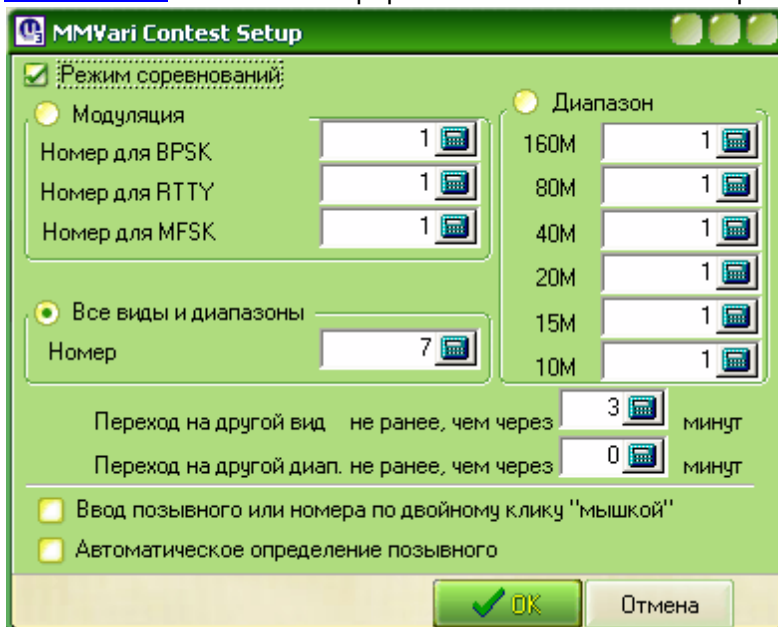 MMVari Contest Setup
Режим соревнований
Модуляция
Номер для BPSK 1
Номер для RTTY 1
Номер для MFSK 1
Диапазон
160M 1
80M 1
40M 1
20M 1
15M 1
10M 1
Все виды и диапазоны
Номер 7
Переход на другой вид не ранее, чем через 3 минут
Переход на другой диап. не ранее, чем через 0 минут
Ввод позывного или номера по двойному клику "мышкой"
Автоматическое определение позывного
OK Отмена